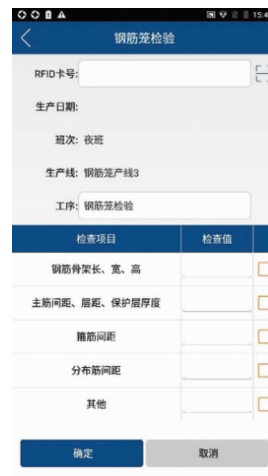 15:4
钢筋笼检验
RFID卡号:
生产日期:
班次: 夜班
生产线: 钢筋笼产线3
工序: 钢筋笼检验
检查项目 检查值
钢筋骨架长、宽、高
主筋间距、层距、保护层厚度
箍筋间距
分布筋间距
其他
确定 取消